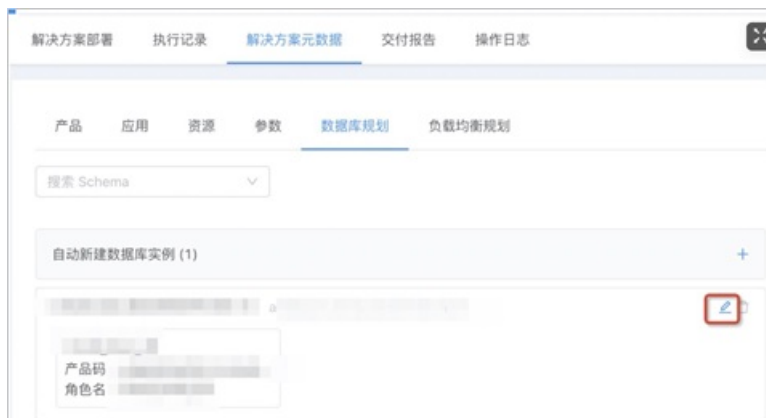 解决方案部署 执行记录 解决方案元数据 交付报告 操作日志
产品 应用 资源 参数 数据库规划 负载均衡规划
搜索 Schema
自动新建数据库实例 (1)
a
产品码
角色名